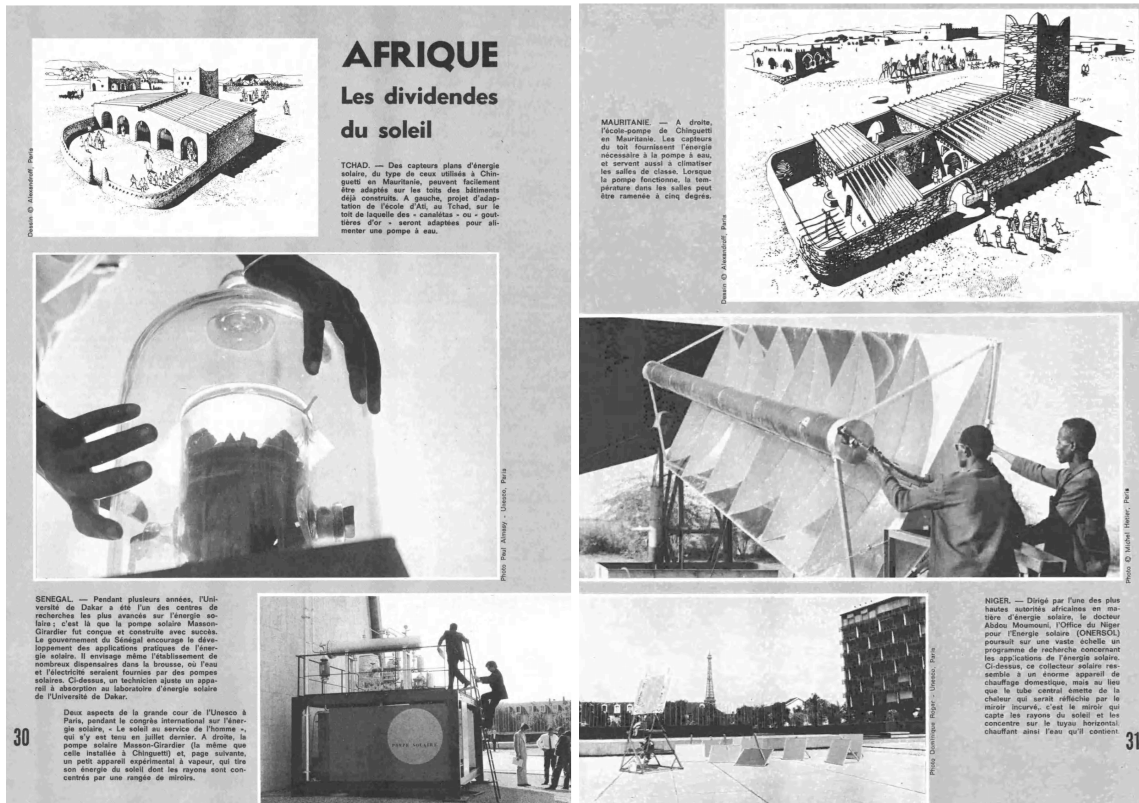 AFRIQUE
Les dividendes
du soleil
TCHAD. — Des capteurs plans d'énergie
solaire, du type de ceux utilisés à Chin-
guetti en Mauritanie, peuvent facilement
être adaptés sur les toits des bâtiments
déjà construits. A gauche, projet d'adap-
tation de l'école d'Ati, au Tchad, sur le
toit de laquelle des « canalétas » ou « gout-
tières d'or » seront adaptées pour ali-
menter une pompe à eau.
Dessin © Alexandroff, Paris
Photo Paul Almasy - Unesco, Paris
SENEGAL. — Pendant plusieurs années, l'Uni-
versité de Dakar a été l'un des centres de
recherches les plus avancés sur l'énergie so-
laire ; c'est là que la pompe solaire Masson-
Girardier fut conçue et construite avec succès.
Le gouvernement du Sénégal encourage le déve-
loppement des applications pratiques de l'éner-
gie solaire. Il envisage même l'établissement de
nombreux dispensaires dans la brousse, où l'eau
et l'électricité seraient fournies par des pompes
solaires. Ci-dessus, un technicien ajuste un appa-
reil à absorption au laboratoire d'énergie solaire
de l'Université de Dakar.
Deux aspects de la grande cour de l'Unesco à
Paris, pendant le congrès international sur l'éner-
gie solaire, « Le soleil au service de l'homme »,
qui s'y est tenu en juillet dernier. A droite, la
pompe solaire Masson-Girardier (la même que
celle installée à Chinguetti) et, page suivante,
un petit appareil expérimental à vapeur, qui tire
son énergie du soleil dont les rayons sont con-
centrés par une rangée de miroirs.
30
POMPE SOLAIRE
MAURITANIE. — A droite,
l'école-pompe de Chinguetti
en Mauritanie. Les capteurs
du toit fournissent l'énergie
nécessaire à la pompe à eau,
et servent aussi à climatiser
les salles de classe. Lorsque
la pompe fonctionne, la tem-
pérature dans les salles peut
être ramenée à cinq degrés.
Dessin © Alexandroff, Paris
Photo © Michel Hetier, Paris
NIGER. — Dirigé par l'une des plus
hautes autorités africaines en ma-
tière d'énergie solaire, le docteur
Abdou Moumouni, l'Office du Niger
pour l'Energie solaire (ONERSOL)
poursuit sur une vaste échelle un
programme de recherche concernant
les applications de l'énergie solaire.
Ci-dessus, ce collecteur solaire res-
semble à un énorme appareil de
chauffage domestique, mais au lieu
que le tube central émette de la
chaleur qui serait réfléchie par le
miroir incurvé, c'est le miroir qui
capte les rayons du soleil et les
concentre sur le tuyau horizontal,
chauffant ainsi l'eau qu'il contient.
Photo Dominique Roger - Unesco, Paris
31